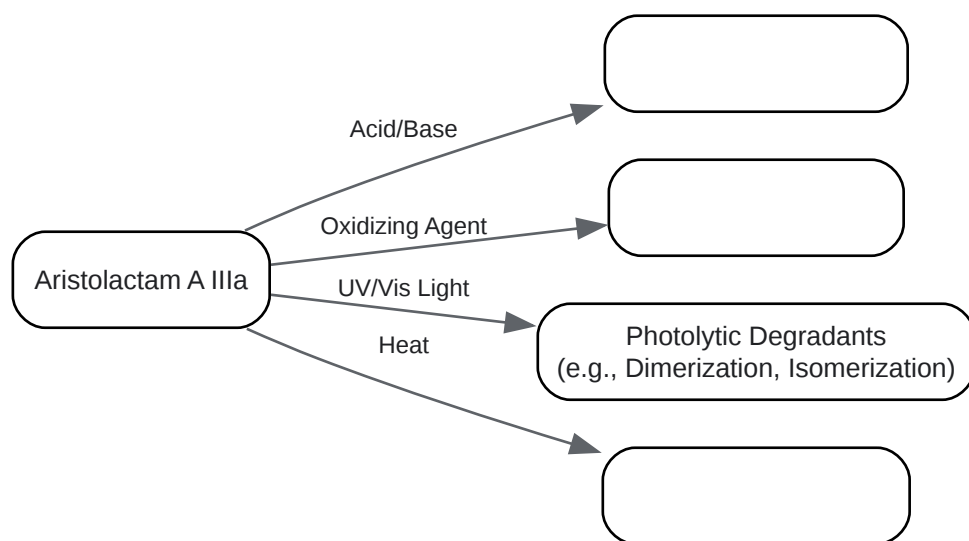 Acid/Base
Oxidizing Agent
Aristolactam A IIIa
UV/Vis Light
Photolytic Degradants
(e.g., Dimerization, Isomerization)
Heat